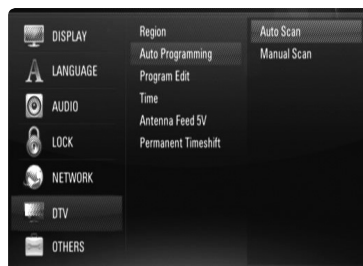 DISPLAY
LANGUAGE
AUDIO
LOCK
NETWORK
DTV
OTHERS
Region
Auto Programming
Program Edit
Time
Antenna Feed 5V
Permanent Timeshift
Auto Scan
Manual Scan